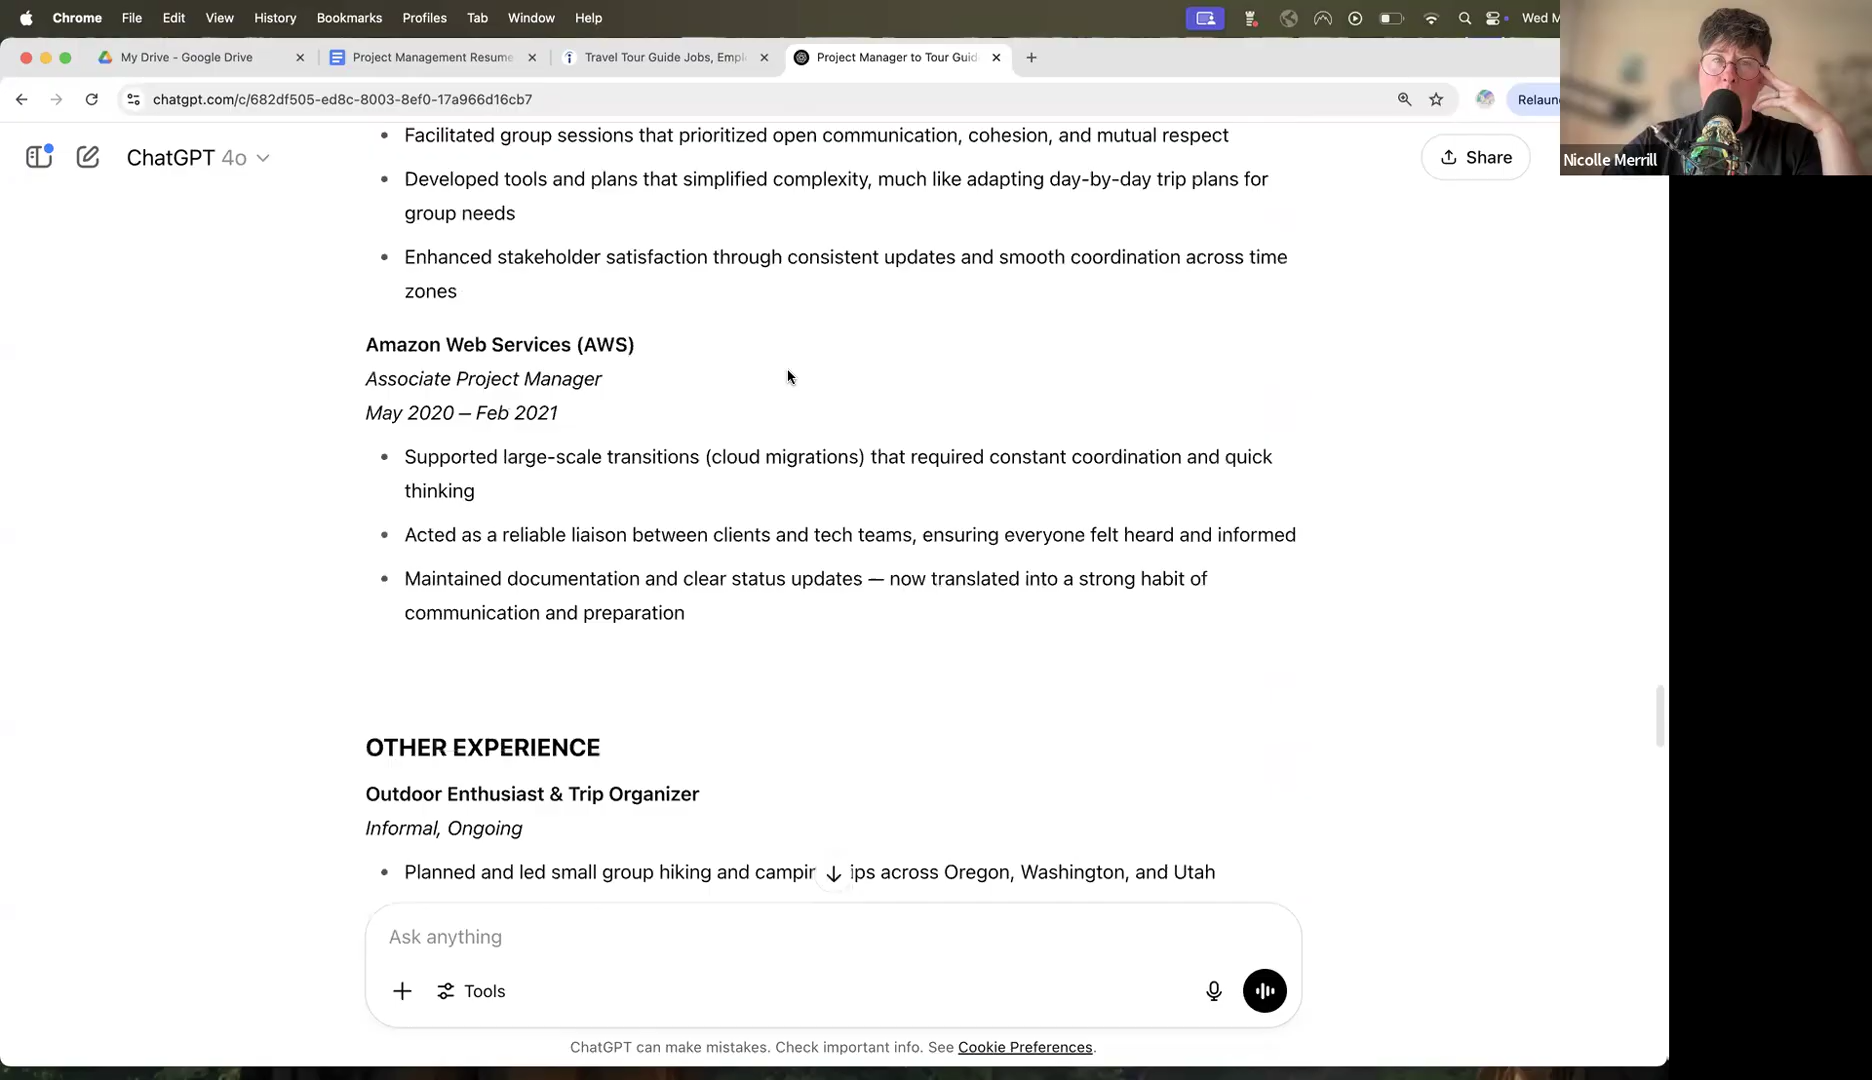 Chrome File Edit View History Bookmarks Profiles Tab Window Help Wed M
My Drive - Google Drive Project Management Resume Travel Tour Guide Jobs, Empl Project Manager to Tour Guid
chatgpt.com/c/682df505-ed8c-8003-8ef0-17a966d16cb7 Relaun
Nicolle Merrill
ChatGPT 4o Share
• Facilitated group sessions that prioritized open communication, cohesion, and mutual respect
• Developed tools and plans that simplified complexity, much like adapting day-by-day trip plans for
group needs
• Enhanced stakeholder satisfaction through consistent updates and smooth coordination across time
zones
Amazon Web Services (AWS)
Associate Project Manager
May 2020 – Feb 2021
• Supported large-scale transitions (cloud migrations) that required constant coordination and quick
thinking
• Acted as a reliable liaison between clients and tech teams, ensuring everyone felt heard and informed
• Maintained documentation and clear status updates — now translated into a strong habit of
communication and preparation
OTHER EXPERIENCE
Outdoor Enthusiast & Trip Organizer
Informal, Ongoing
• Planned and led small group hiking and campin ips across Oregon, Washington, and Utah
Ask anything
Tools
ChatGPT can make mistakes. Check important info. See Cookie Preferences.